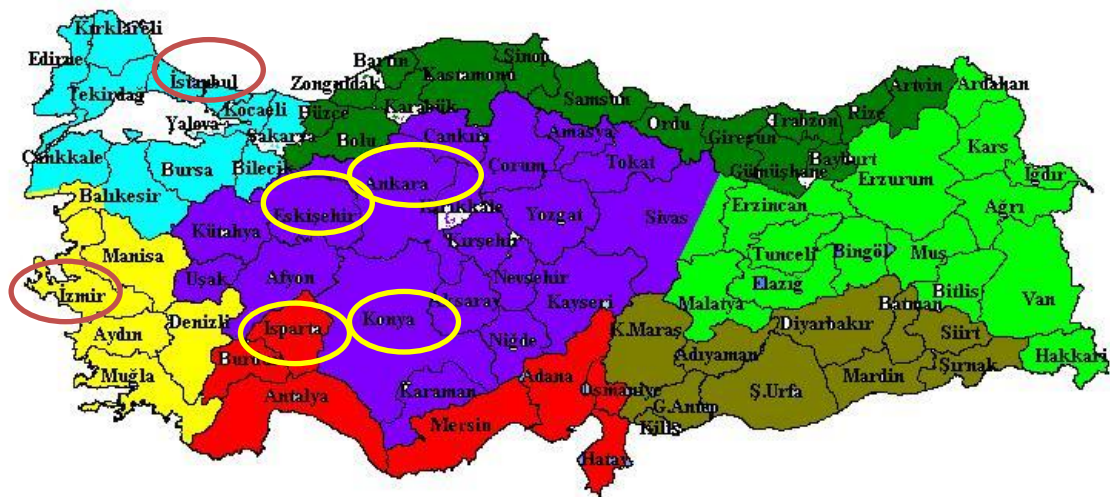 Kırklareli
Edirne
İstanbul
Tekirdağ
Kocaeli
Yalova
Sakarya
Düzce
Zonguldak
Bartın
Karabük
Kastamonu
Sinop
Samsun
Bolu
Çankırı
Amasya
Ordu
Giresun
Trabzon
Rize
Artvin
Ardahan
Çankkale
Bursa
Bilecik
Ankara
Çorum
Tokat
Gümüşhane
Bayburt
Erzurum
Kars
Iğdır
Balıkesir
Eskişehir
Kırıkkale
Yozgat
Sivas
Erzincan
Ağrı
Kütahya
Kırşehir
Tunceli
Bingöl
Muş
Manisa
Uşak
Afyon
Nevşehir
Elazığ
Bitlis
Van
İzmir
Aksaray
Kayseri
Malatya
Batman
Aydın
Denizli
Isparta
Konya
Niğde
K.Maraş
Diyarbakır
Siirt
Hakkari
Adıyaman
Şırnak
Muğla
Antalya
Karaman
Adana
Osmaniye
Ş.Urfa
Mardin
Mersin
G.Antep
Kilis
Hatay